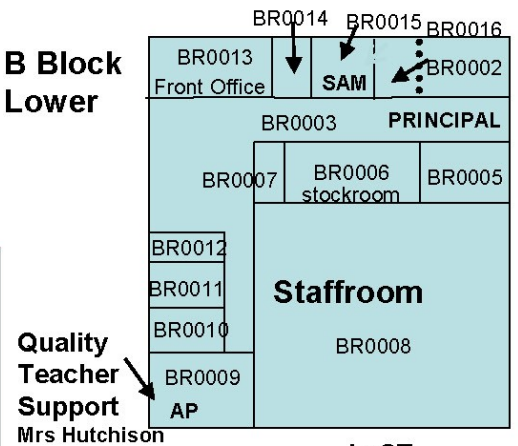 BR0014
BR0015
BR0016
B Block
Lower
BR0013
Front Office
SAM
BR0002
BR0003
PRINCIPAL
BR0007
BR0006
stockroom
BR0005
BR0012
BR0011
BR0010
Staffroom
BR0008
Quality
Teacher
Support
Mrs Hutchison
BR0009
AP